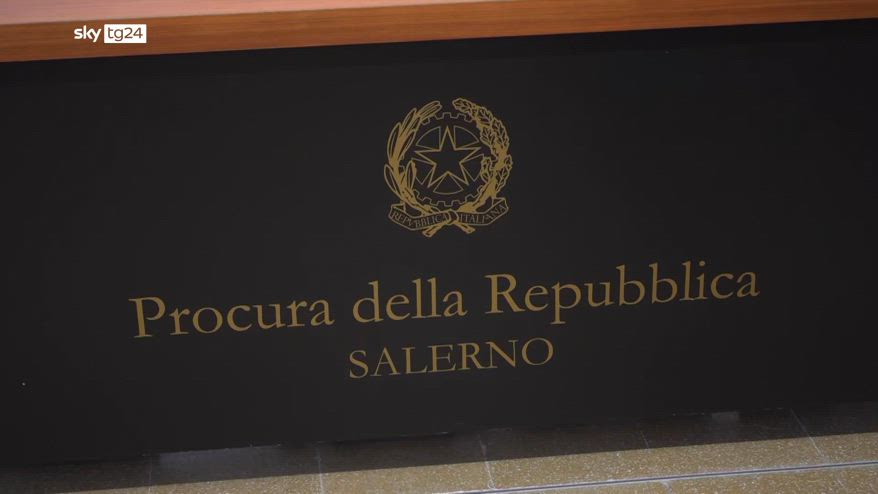 sky tg24
REPVBBLICA ITALIANA
Procura della Repubblica
SALERNO